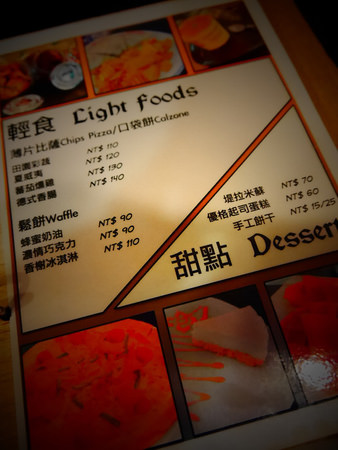 輕食 Light Foods
薄片比薩Chips Pizza/口袋餅Calzone
田園彩蔬 NT$ 110
夏威夷 NT$ 120
蕃茄燻雞 NT$ 130
德式香腸 NT$ 140
鬆餅Waffle
蜂蜜奶油 NT$ 90
濃情巧克力 NT$ 90
香榭冰淇淋 NT$ 110
堤拉米蘇 NT$ 70
優格起司蛋糕 NT$ 60
手工餅干 NT$ 15/25
甜點 Dessert